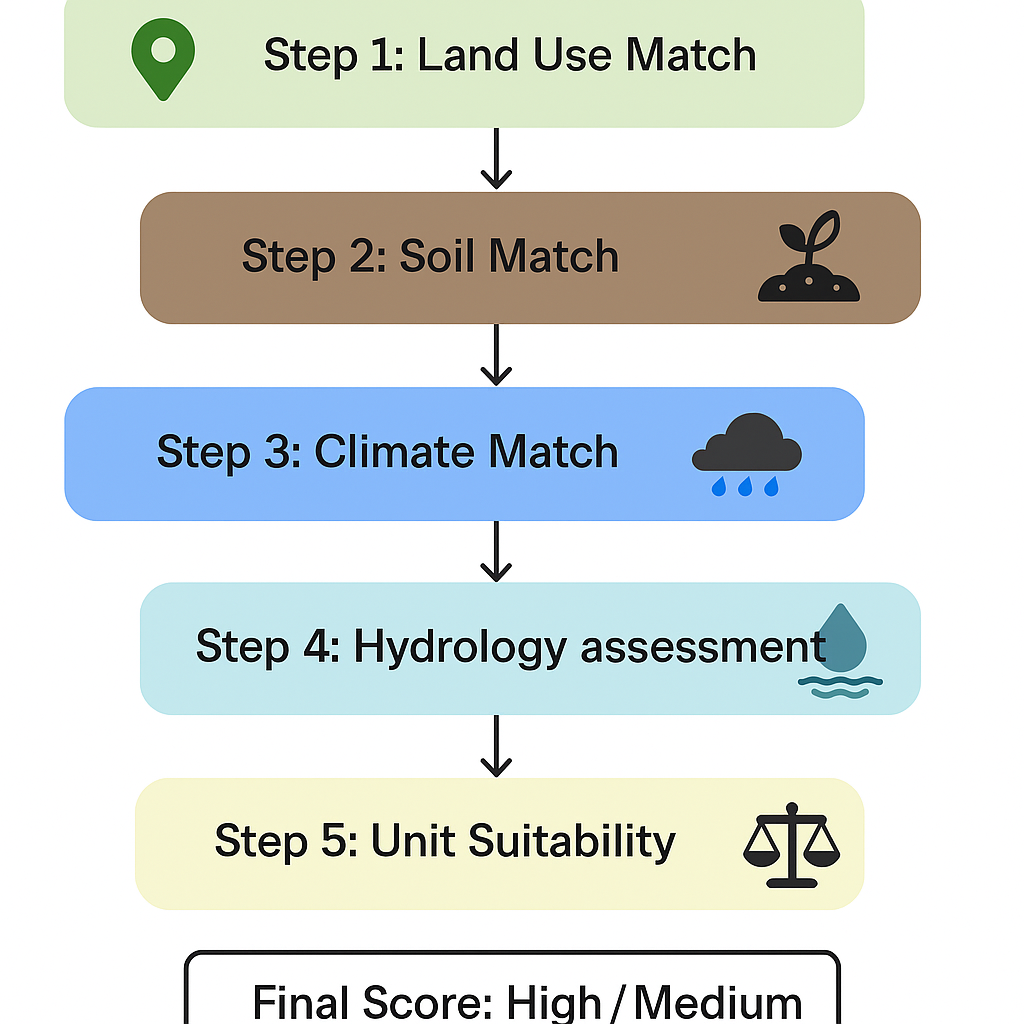 Step 1: Land Use Match
Step 2: Soil Match
Step 3: Climate Match
Step 4: Hydrology assessment
Step 5: Unit Suitability
Final Score: High / Medium